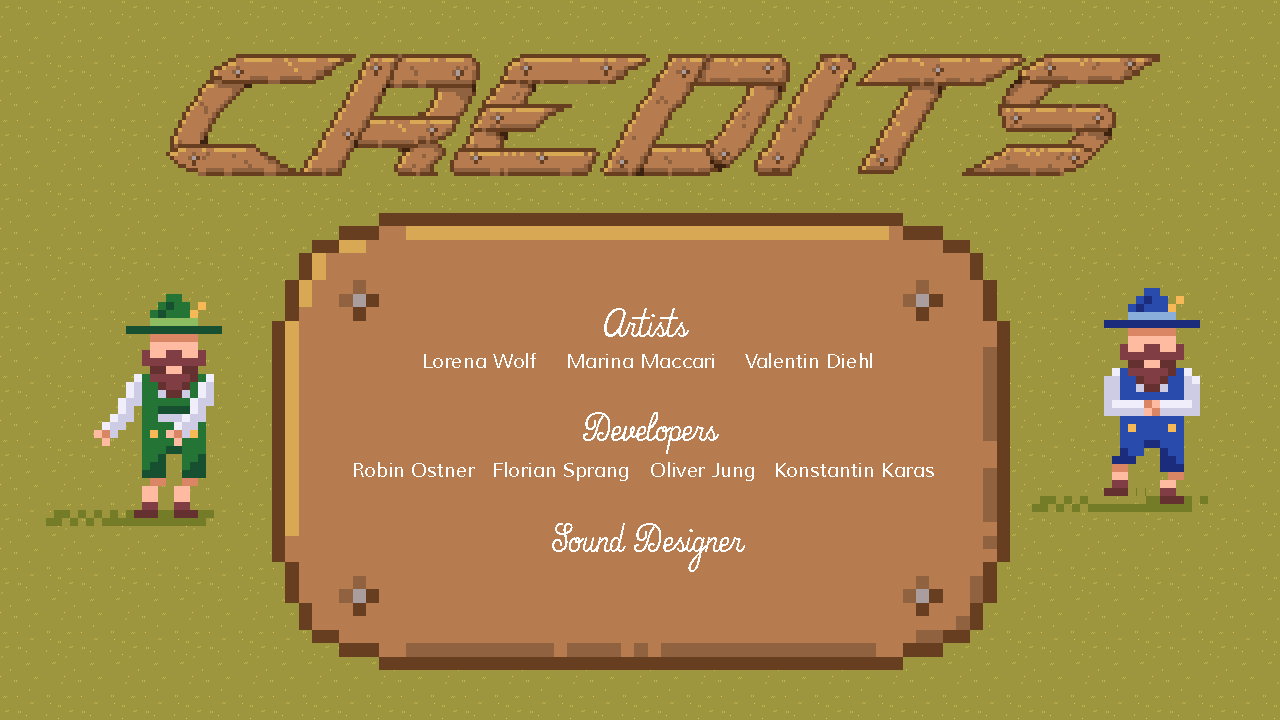 CREDITS
Artists
Lorena Wolf Marina Maccari Valentin Diehl
Developers
Robin Ostner Florian Sprang Oliver Jung Konstantin Karas
Sound Designer